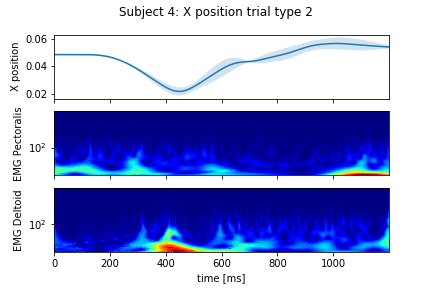 Subject 4: X position trial type 2
X position
0.06
0.04
0.02
EMG Pectoralis
10²
EMG Deltoid
10²
0 200 400 600 800 1000
time [ms]